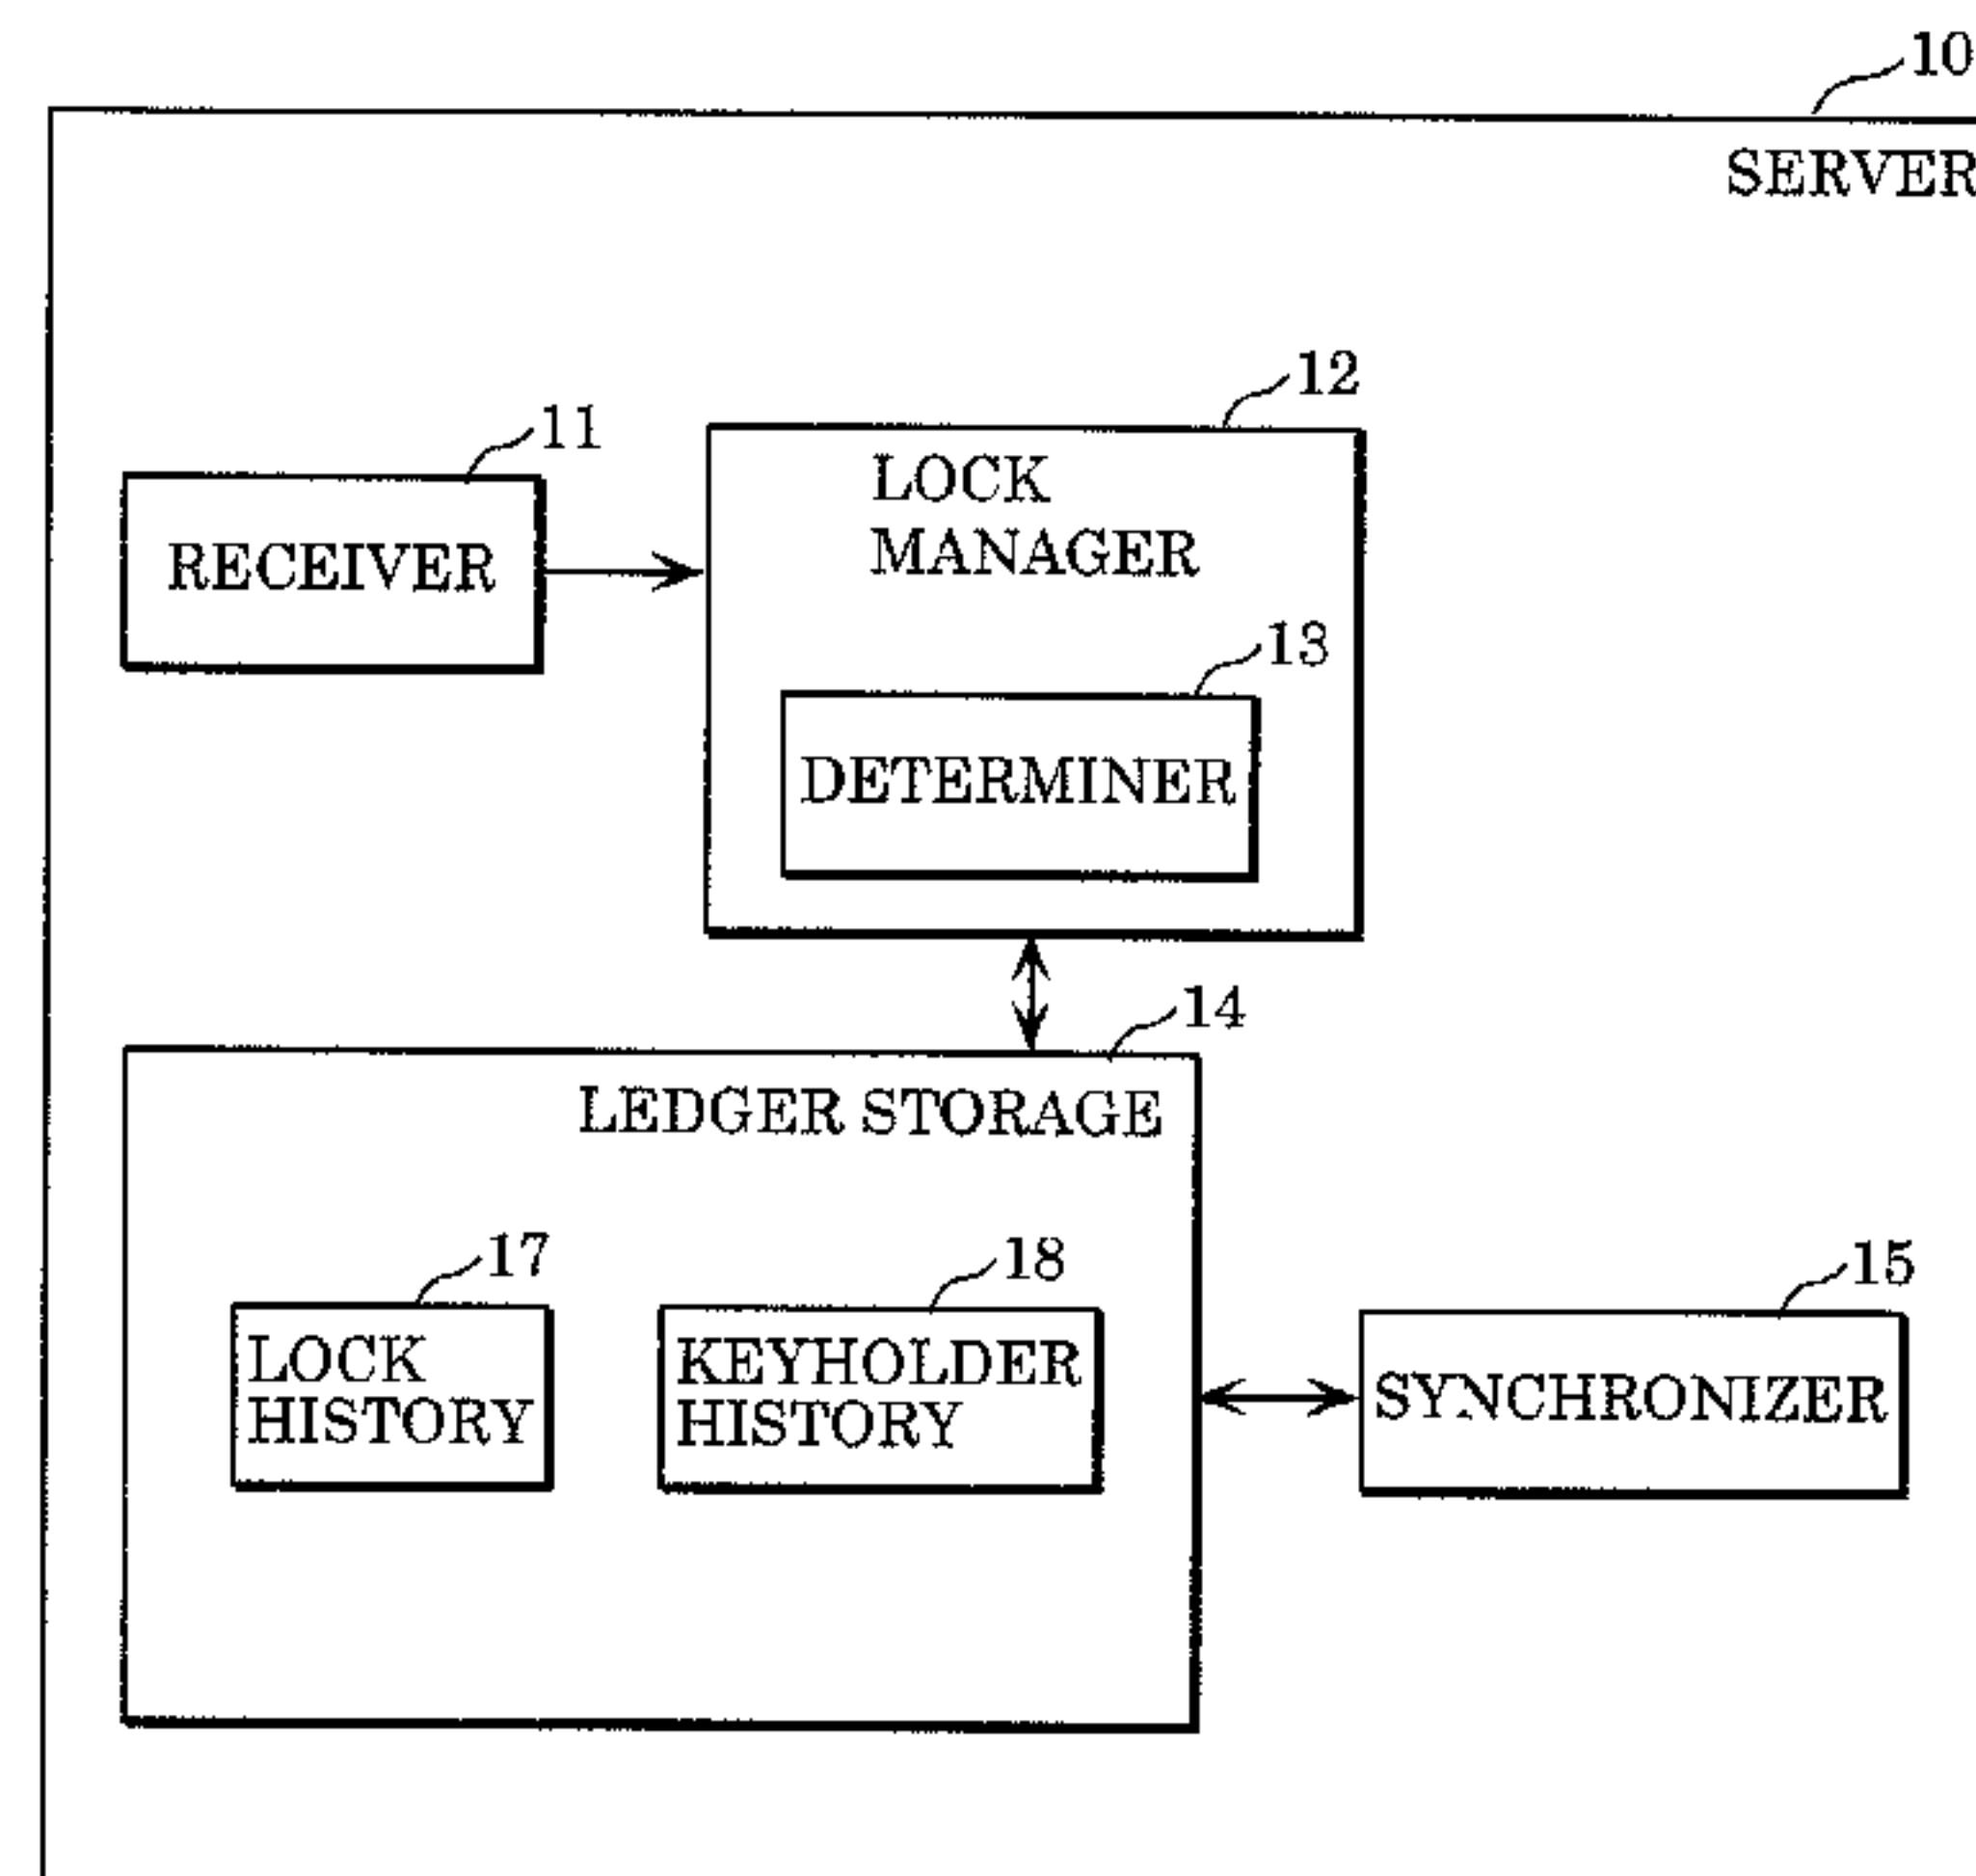 10
SERVER
12
11
LOCK
MANAGER
RECEIVER
13
DETERMINER
14
LEDGER STORAGE
17
18
15
LOCK
HISTORY
KEYHOLDER
HISTORY
SYNCHRONIZER